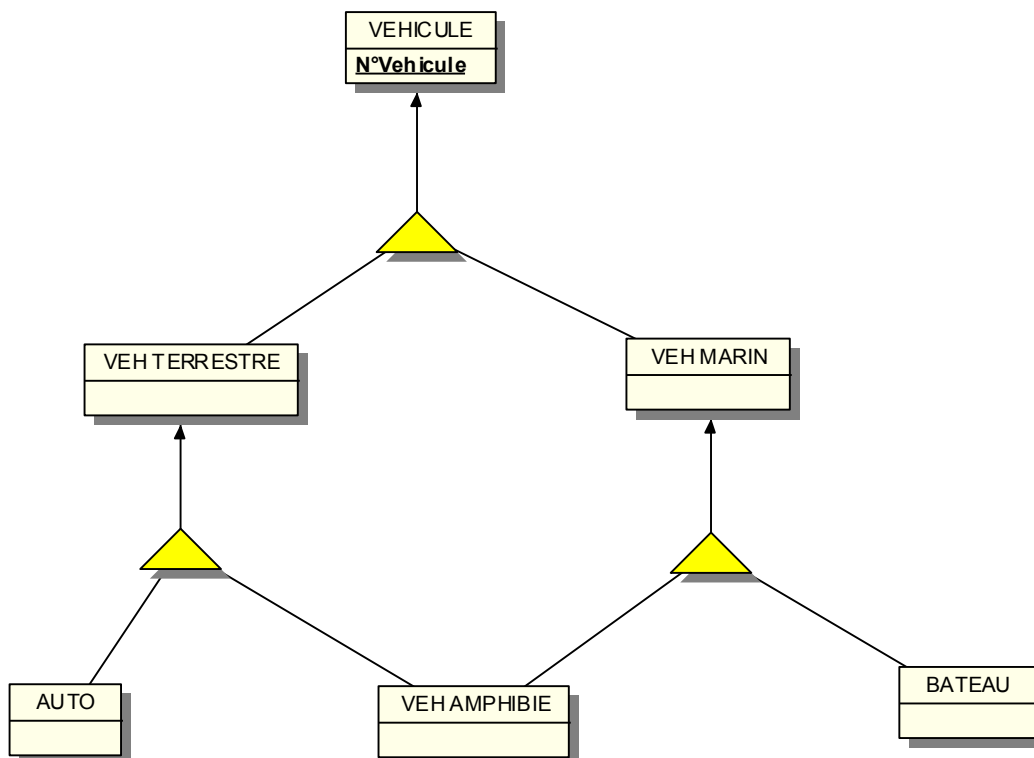 VEHICULE
N°Vehicule
VEH TERRESTRE
VEH MARIN
AUTO
VEH AMPHIBIE
BATEAU